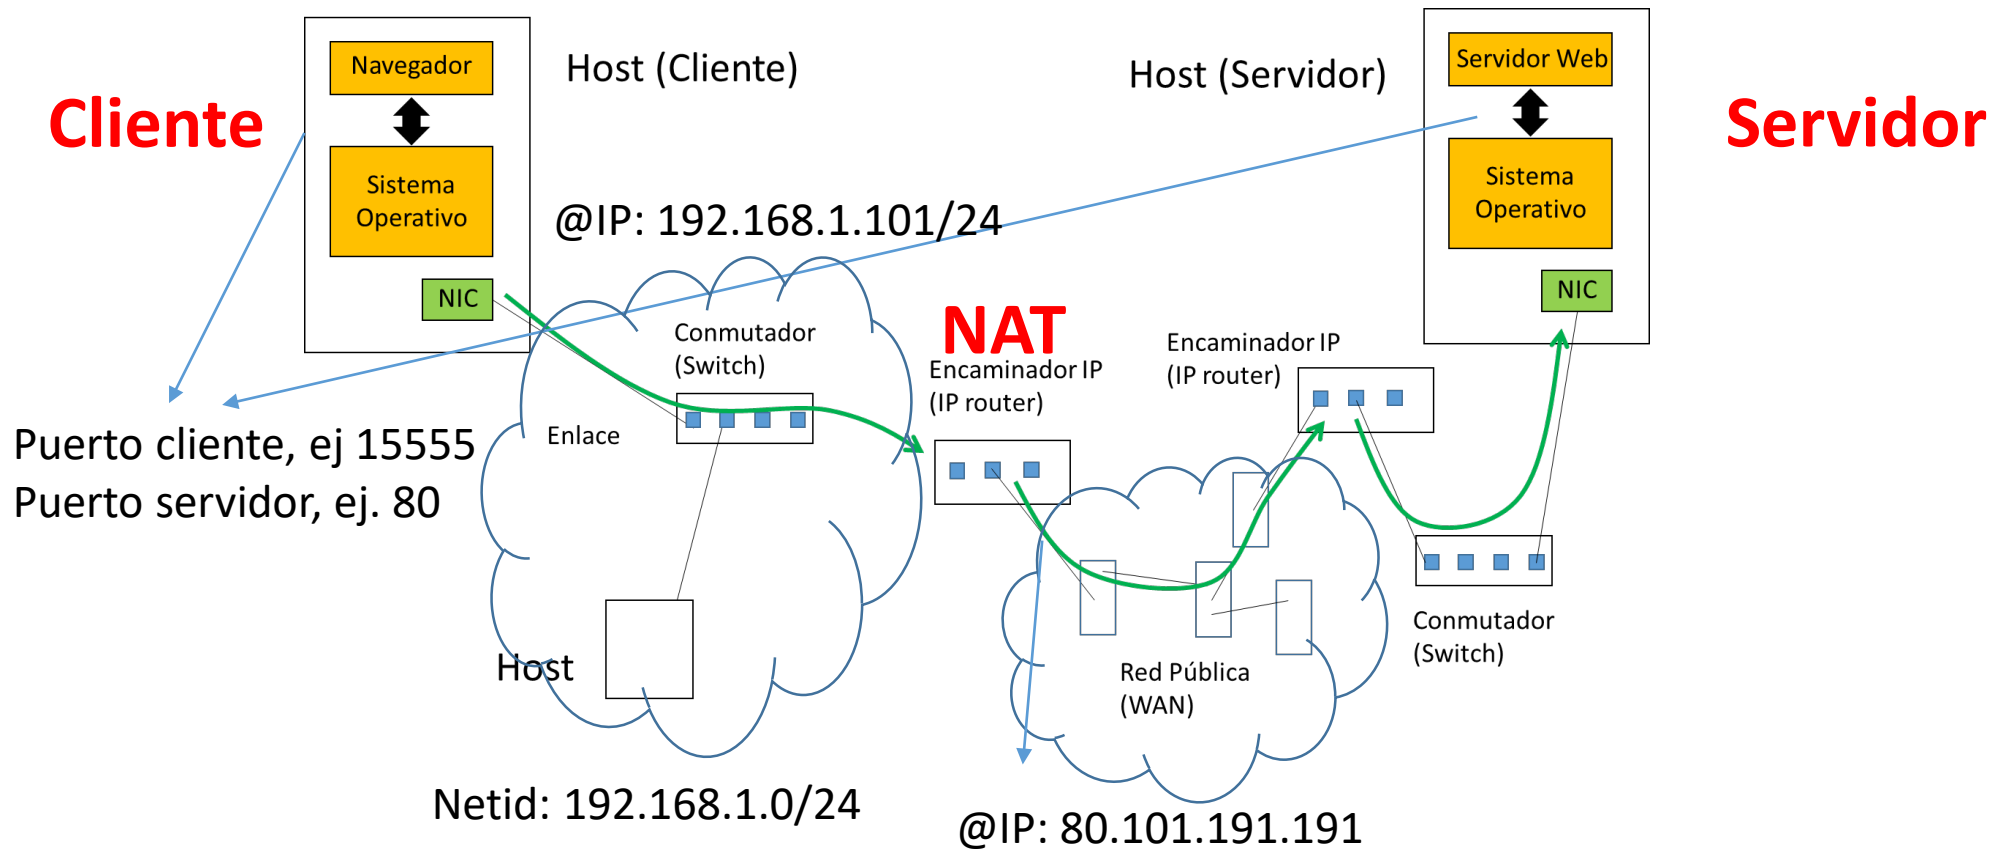 Cliente
Navegador
Sistema
Operativo
NIC
Host (Cliente)
@IP: 192.168.1.101/24
Host (Servidor)
Servidor Web
Sistema
Operativo
NIC
Servidor
Conmutador
(Switch)
Enlace
NAT
Encaminador IP
(IP router)
Encaminador IP
(IP router)
Puerto cliente, ej 15555
Puerto servidor, ej. 80
Host
Red Pública
(WAN)
Conmutador
(Switch)
Netid: 192.168.1.0/24
@IP: 80.101.191.191